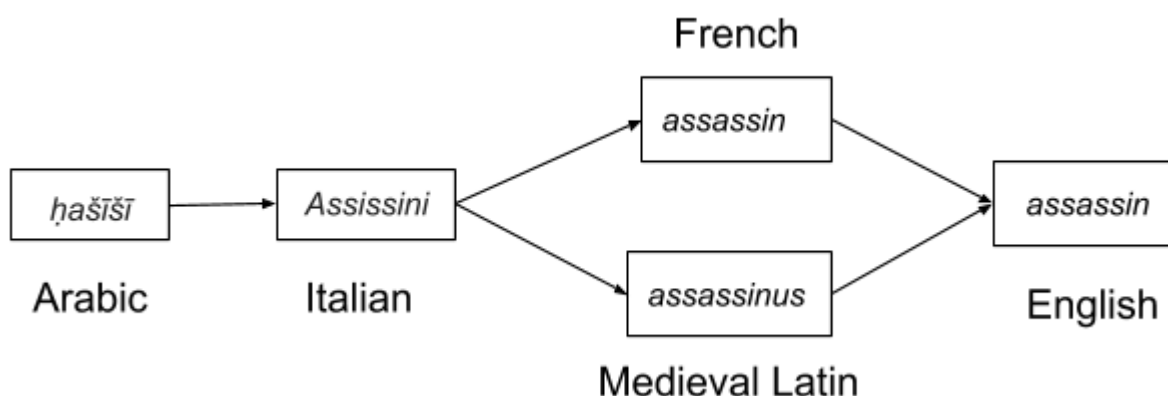 French
assassin
ḥašīšī
Assissini
assassin
Arabic
Italian
assassinus
English
Medieval Latin